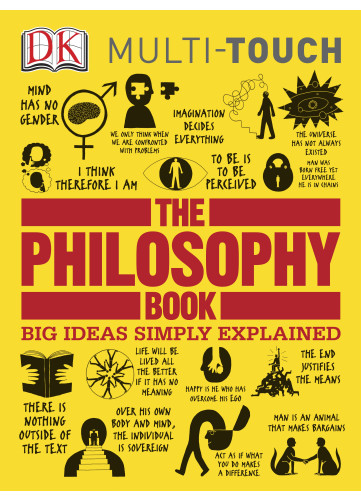 DK
MULTI-TOUCH
MIND
HAS NO
GENDER
WE ONLY THINK WHEN
WE ARE CONFRONTED
WITH PROBLEMS
IMAGINATION
DECIDES
EVERYTHING
THE UNIVERSE
HAS NOT ALWAYS
EXISTED
I THINK
THEREFORE I AM
TO BE IS
TO BE
PERCEIVED
MAN WAS
BORN FREE YET
EVERYWHERE
HE IS IN CHAINS
THE
PHILOSOPHY
BOOK
BIG IDEAS SIMPLY EXPLAINED
LIFE WILL BE
LIVED ALL
THE BETTER
IF IT HAS NO
MEANING
HAPPY IS HE WHO HAS
OVERCOME HIS EGO
THE END
JUSTIFIES
THE MEANS
THERE IS
NOTHING
OUTSIDE OF
THE TEXT
OVER HIS OWN
BODY AND MIND,
THE INDIVIDUAL
IS SOVEREIGN
ACT AS IF WHAT
YOU DO MAKES
A DIFFERENCE.
MAN IS AN ANIMAL
THAT MAKES BARGAINS